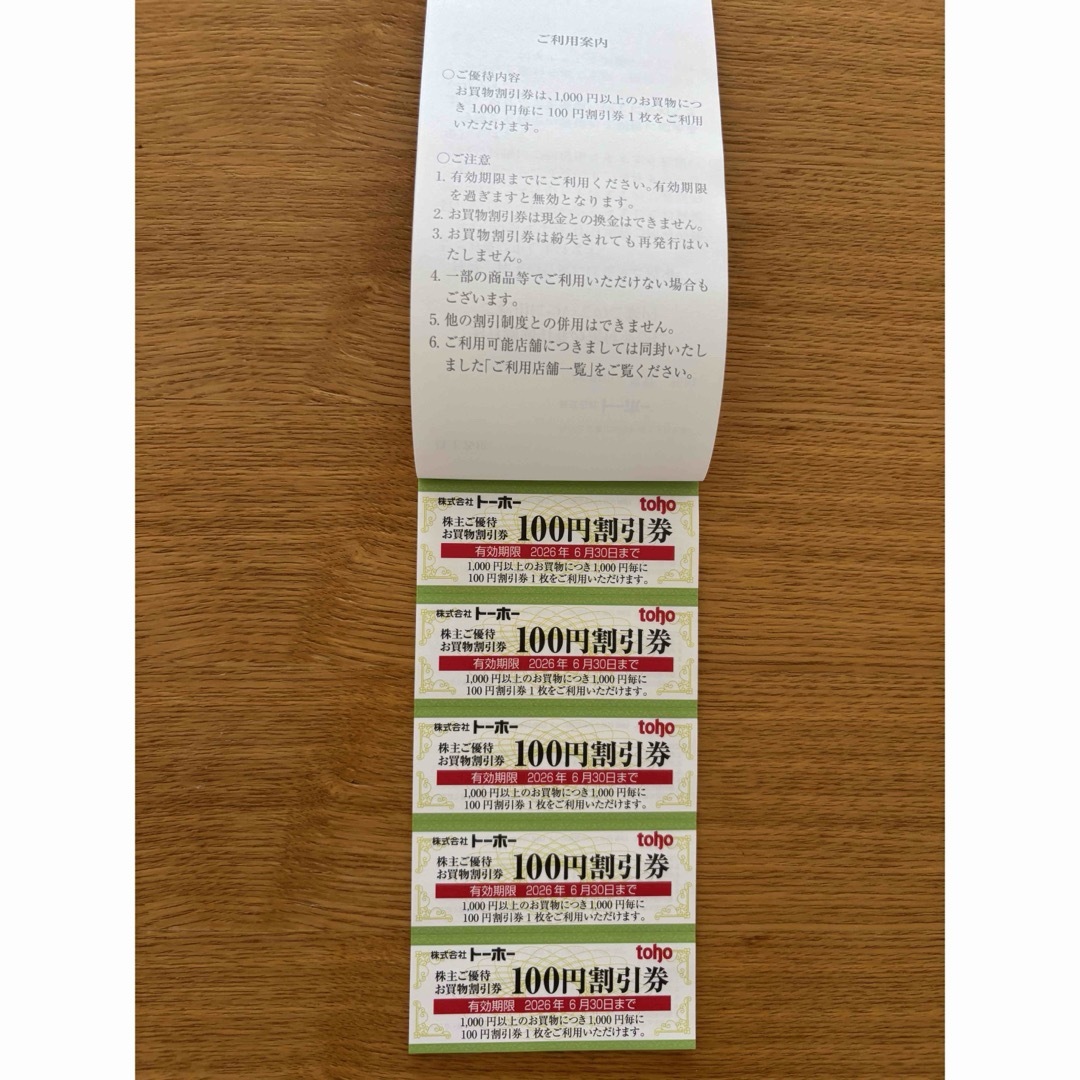 ご利用案内
○ご優待内容
お買物割引券は、1,000円以上のお買物につ
き1,000円毎に100円割引券1枚をご利用
いただけます。
○ご注意
1. 有効期限までにご利用ください。有効期限
を過ぎますと無効となります。
2. お買物割引券は現金との換金はできません。
3. お買物割引券は紛失されても再発行はい
たしません。
4. 一部の商品等でご利用いただけない場合も
ございます。
5. 他の割引制度との併用はできません。
6. ご利用可能店舗につきましては同封いたし
ました「ご利用店舗一覧」をご覧ください。
株式会社 トーホー toho
株主ご優待
お買物割引券 100円割引券
有効期限 2026年 6月30日まで
1,000円以上のお買物につき1,000円毎に
100円割引券1枚をご利用いただけます。
株式会社 トーホー toho
株主ご優待
お買物割引券 100円割引券
有効期限 2026年 6月30日まで
1,000円以上のお買物につき1,000円毎に
100円割引券1枚をご利用いただけます。
株式会社 トーホー toho
株主ご優待
お買物割引券 100円割引券
有効期限 2026年 6月30日まで
1,000円以上のお買物につき1,000円毎に
100円割引券1枚をご利用いただけます。
株式会社 トーホー toho
株主ご優待
お買物割引券 100円割引券
有効期限 2026年 6月30日まで
1,000円以上のお買物につき1,000円毎に
100円割引券1枚をご利用いただけます。
株式会社 トーホー toho
株主ご優待
お買物割引券 100円割引券
有効期限 2026年 6月30日まで
1,000円以上のお買物につき1,000円毎に
100円割引券1枚をご利用いただけます。